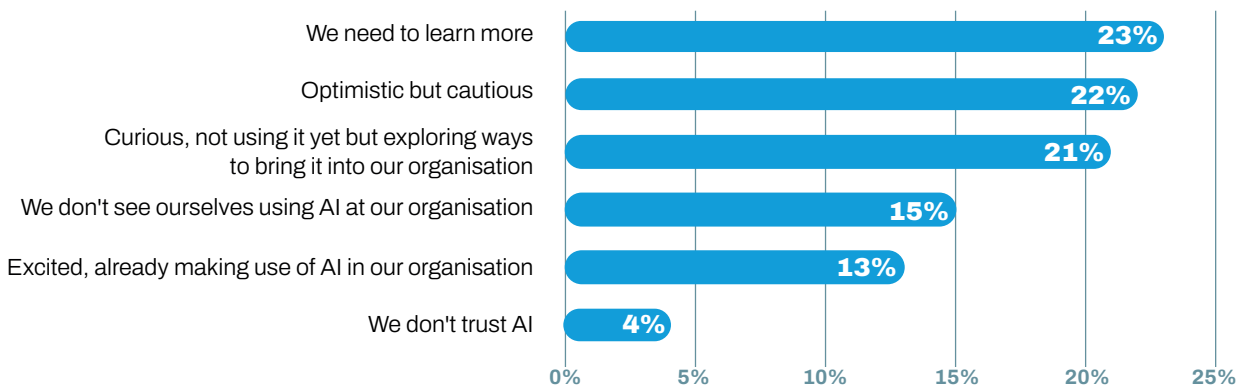 We need to learn more
23%
Optimistic but cautious
22%
Curious, not using it yet but exploring ways
to bring it into our organisation
21%
We don't see ourselves using AI at our organisation
15%
Excited, already making use of AI in our organisation
13%
We don't trust AI
4%
0%
5%
10%
15%
20%
25%